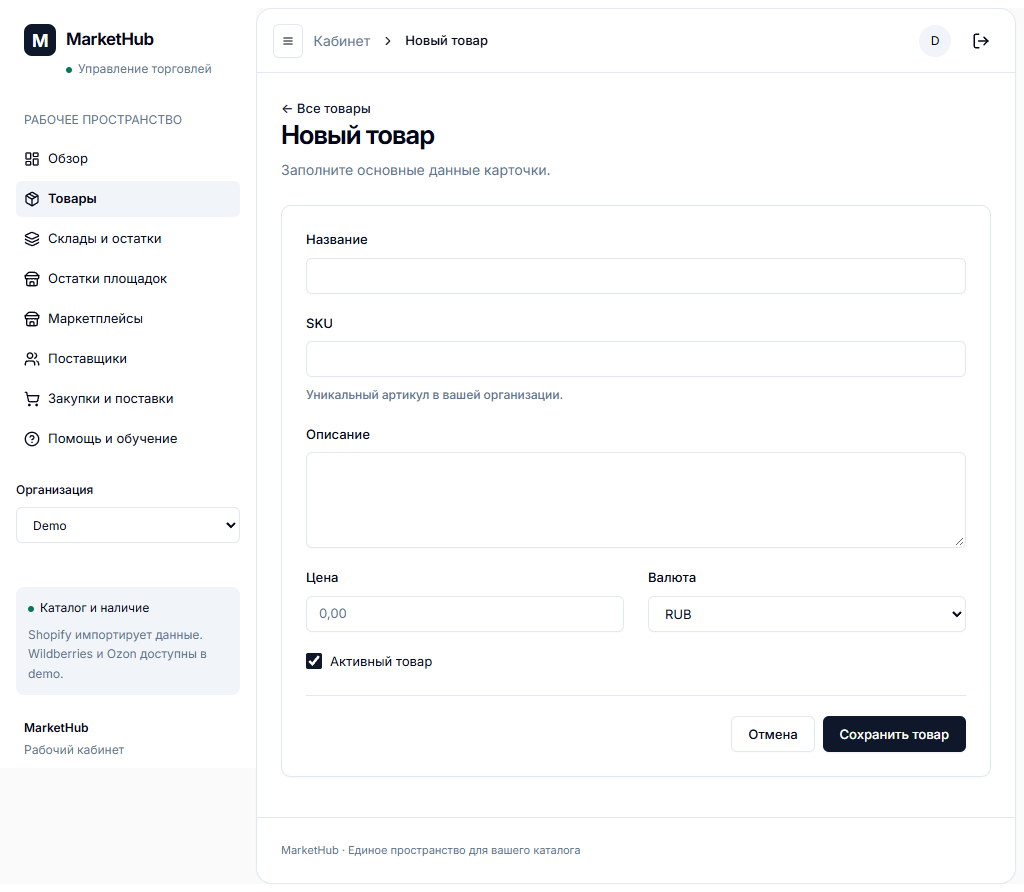 M
MarketHub
Управление торговлей
РАБОЧЕЕ ПРОСТРАНСТВО
Обзор
Товары
Склады и остатки
Остатки площадок
Маркетплейсы
Поставщики
Закупки и поставки
Помощь и обучение
Организация
Demo
Каталог и наличие
Shopify импортирует данные.
Wildberries и Ozon доступны в
demo.
MarketHub
Рабочий кабинет
Кабинет > Новый товар
D
← Все товары
Новый товар
Заполните основные данные карточки.
Название
SKU
Уникальный артикул в вашей организации.
Описание
Цена
Валюта
0,00
RUB
Активный товар
Отмена
Сохранить товар
MarketHub · Единое пространство для вашего каталога